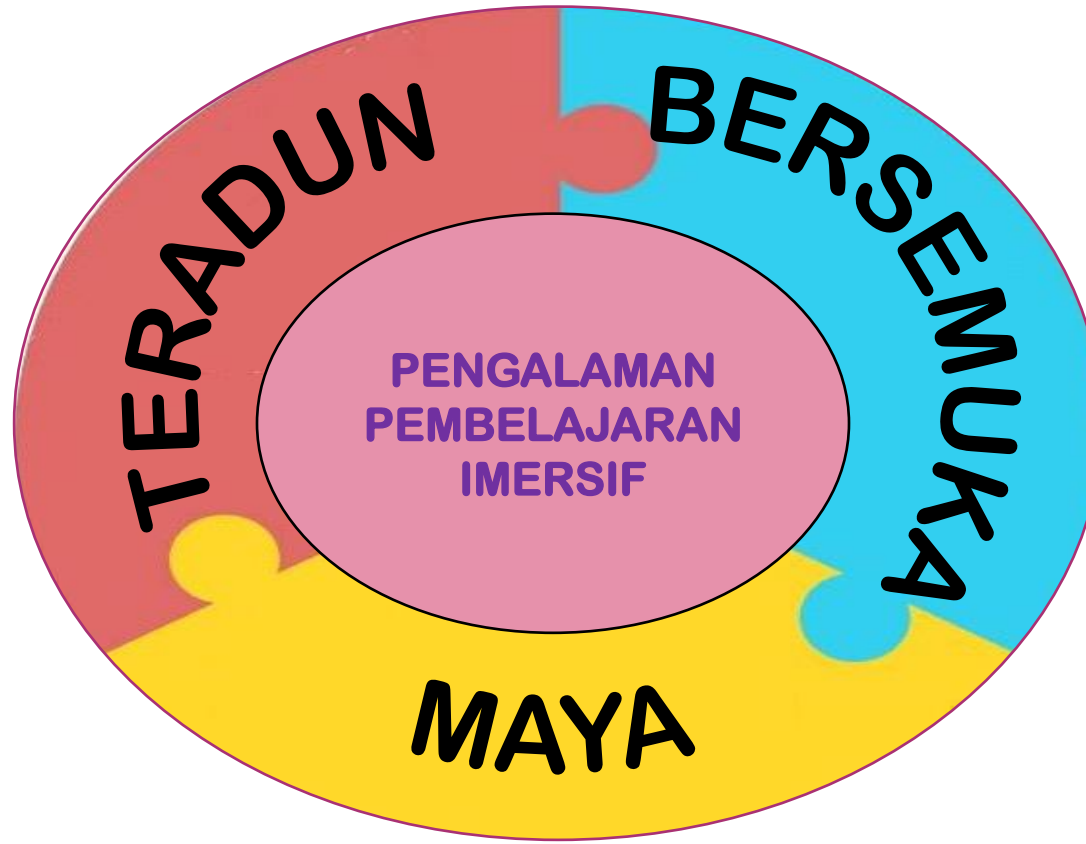 TERADUN
BERSEMUKA
PENGALAMAN
PEMBELAJARAN
IMERSIF
MAYA